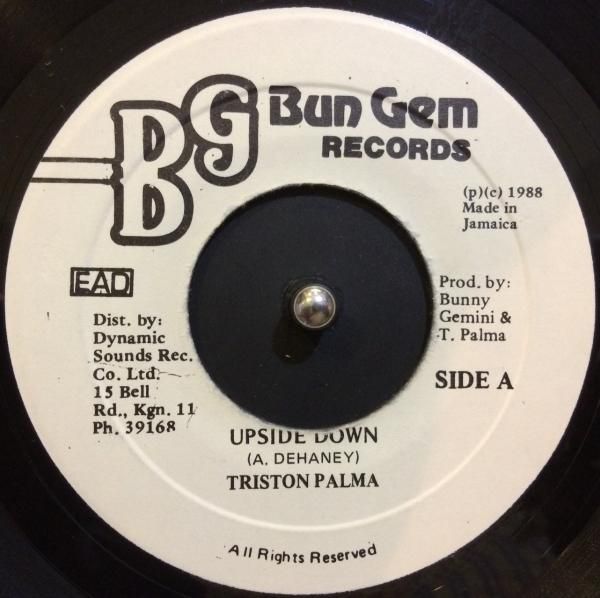 BG
Bun Gem
RECORDS
(p)(c) 1988
Made in
Jamaica
EAD
Dist. by:
Dynamic
Sounds Rec.
Co. Ltd.
15 Bell
Rd., Kgn. 11
Ph. 39168
Prod. by:
Bunny
Gemini &
T. Palma
SIDE A
UPSIDE DOWN
(A. DEHANEY)
TRISTON PALMA
All Rights Reserved